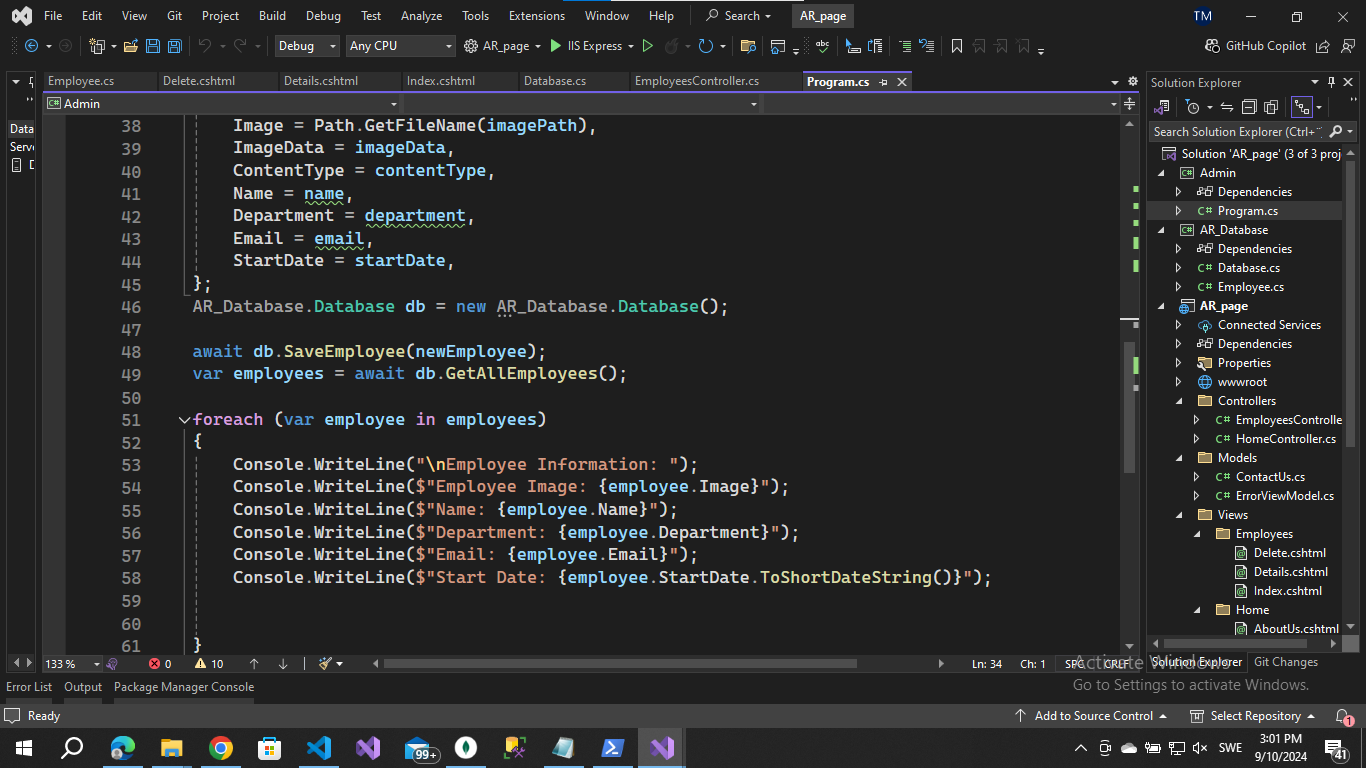 File Edit View Git Project Build Debug Test Analyze Tools Extensions Window Help Search AR_page TM
Debug Any CPU AR_page IIS Express GitHub Copilot
Employee.cs Delete.cshtml Details.cshtml Index.cshtml Database.cs EmployeesController.cs Program.cs
Admin
38 Image = Path.GetFileName(imagePath),
39 ImageData = imageData,
40 ContentType = contentType,
41 Name = name,
42 Department = department,
43 Email = email,
44 StartDate = startDate,
45 };
46 AR_Database.Database db = new AR_Database.Database();
47
48 await db.SaveEmployee(newEmployee);
49 var employees = await db.GetAllEmployees();
50
51 foreach (var employee in employees)
52 {
53 Console.WriteLine("\nEmployee Information: ");
54 Console.WriteLine($"Employee Image: {employee.Image}");
55 Console.WriteLine($"Name: {employee.Name}");
56 Console.WriteLine($"Department: {employee.Department}");
57 Console.WriteLine($"Email: {employee.Email}");
58 Console.WriteLine($"Start Date: {employee.StartDate.ToShortDateString()}");
59
60
61 }
133 % 0 10 Ln: 34 Ch: 1 SPC CRLF
Data
Serv
D
Solution Explorer
Search Solution Explorer (Ctrl+
Solution 'AR_page' (3 of 3 proj
Admin
Dependencies
C# Program.cs
AR_Database
Dependencies
C# Database.cs
C# Employee.cs
AR_page
Connected Services
Dependencies
Properties
wwwroot
Controllers
C# EmployeesControlle
C# HomeController.cs
Models
C# ContactUs.cs
C# ErrorViewModel.cs
Views
Employees
Delete.cshtml
Details.cshtml
Index.cshtml
Home
AboutUs.cshtml
Solution Explorer Git Changes
Activate Windows
Go to Settings to activate Windows.
Error List Output Package Manager Console
Ready Add to Source Control Select Repository 1
99+ SWE 3:01 PM
9/10/2024 41